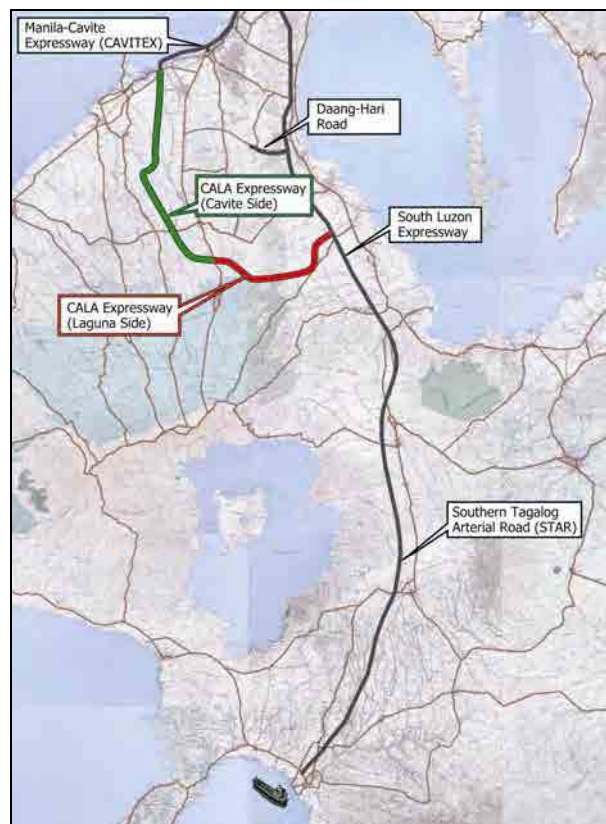 Manila-Cavite
Expressway (CAVITEX)
Daang-Hari
Road
CALA Expressway
(Cavite Side)
South Luzon
Expressway
CALA Expressway
(Laguna Side)
Southern Tagalog
Arterial Road (STAR)